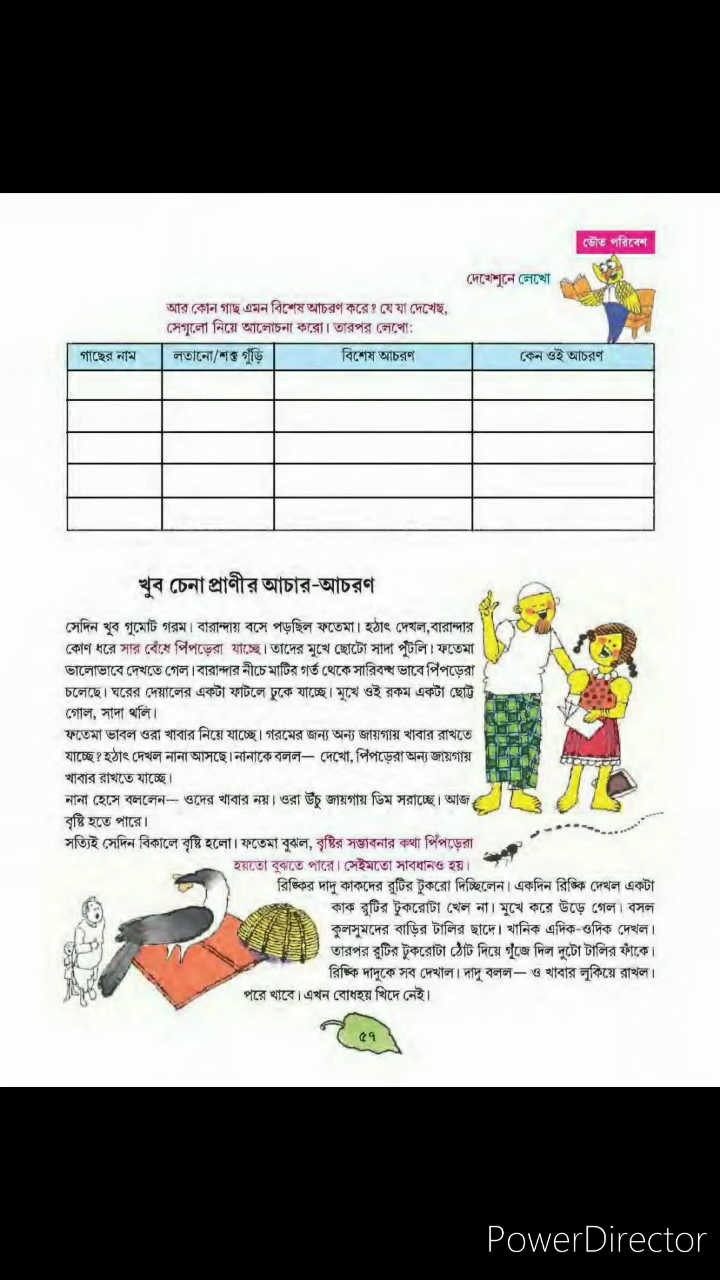 ভৌত পরিবেশ
দেখেশুনে লেখো
আর কোন গাছ এমন বিশেষ আচরণ করে? যে যা দেখেছ,
সেগুলো নিয়ে আলোচনা করো। তারপর লেখো:
গাছের নাম লতানো/শক্ত গুঁড়ি বিশেষ আচরণ কেন ওই আচরণ
খুব চেনা প্রাণীর আচার-আচরণ
সেদিন খুব গুমোট গরম। বারান্দায় বসে পড়ছিল ফতেমা। হঠাৎ দেখল,বারান্দার
কোণ ধরে সার বেঁধে পিঁপড়েরা যাচ্ছে। তাদের মুখে ছোটো সাদা পুঁটলি। ফতেমা
ভালোভাবে দেখতে গেল। বারান্দার নীচে মাটির গর্ত থেকে সারিবদ্ধ ভাবে পিঁপড়েরা
চলেছে। ঘরের দেয়ালের একটা ফাটলে ঢুকে যাচ্ছে। মুখে ওই রকম একটা ছোট্ট
গোল, সাদা থলি।
ফতেমা ভাবল ওরা খাবার নিয়ে যাচ্ছে। গরমের জন্য অন্য জায়গায় খাবার রাখতে
যাচ্ছে? হঠাৎ দেখল নানা আসছে। নানাকে বলল— দেখো, পিঁপড়েরা অন্য জায়গায়
খাবার রাখতে যাচ্ছে।
নানা হেসে বললেন— ওদের খাবার নয়। ওরা উঁচু জায়গায় ডিম সরাচ্ছে। আজ
বৃষ্টি হতে পারে।
সত্যিই সেদিন বিকালে বৃষ্টি হলো। ফতেমা বুঝল, বৃষ্টির সম্ভাবনার কথা পিঁপড়েরা
হয়তো বুঝতে পারে। সেইমতো সাবধানও হয়।
রিঙ্কির দাদু কাকদের রুটির টুকরো দিচ্ছিলেন। একদিন রিঙ্কি দেখল একটা
কাক রুটির টুকরোটা খেল না। মুখে করে উড়ে গেল। বসল
কুলসুমদের বাড়ির টালির ছাদে। খানিক এদিক-ওদিক দেখল।
তারপর রুটির টুকরোটা ঠোঁট দিয়ে গুঁজে দিল দুটো টালির ফাঁকে।
রিঙ্কি দাদুকে সব দেখাল। দাদু বলল— ও খাবার লুকিয়ে রাখল।
পরে খাবে। এখন বোধহয় খিদে নেই।
৫৭
PowerDirector